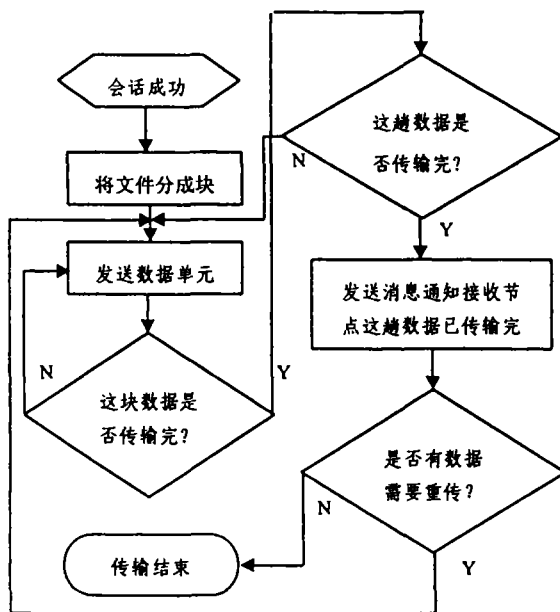 会话成功
将文件分成块
发送数据单元
N
Y
这块数据是
否传输完?
传输结束
这趟数据是
否传输完?
N
Y
发送消息通知接收节
点这趟数据已传输完
是否有数据
需要重传?
N
Y